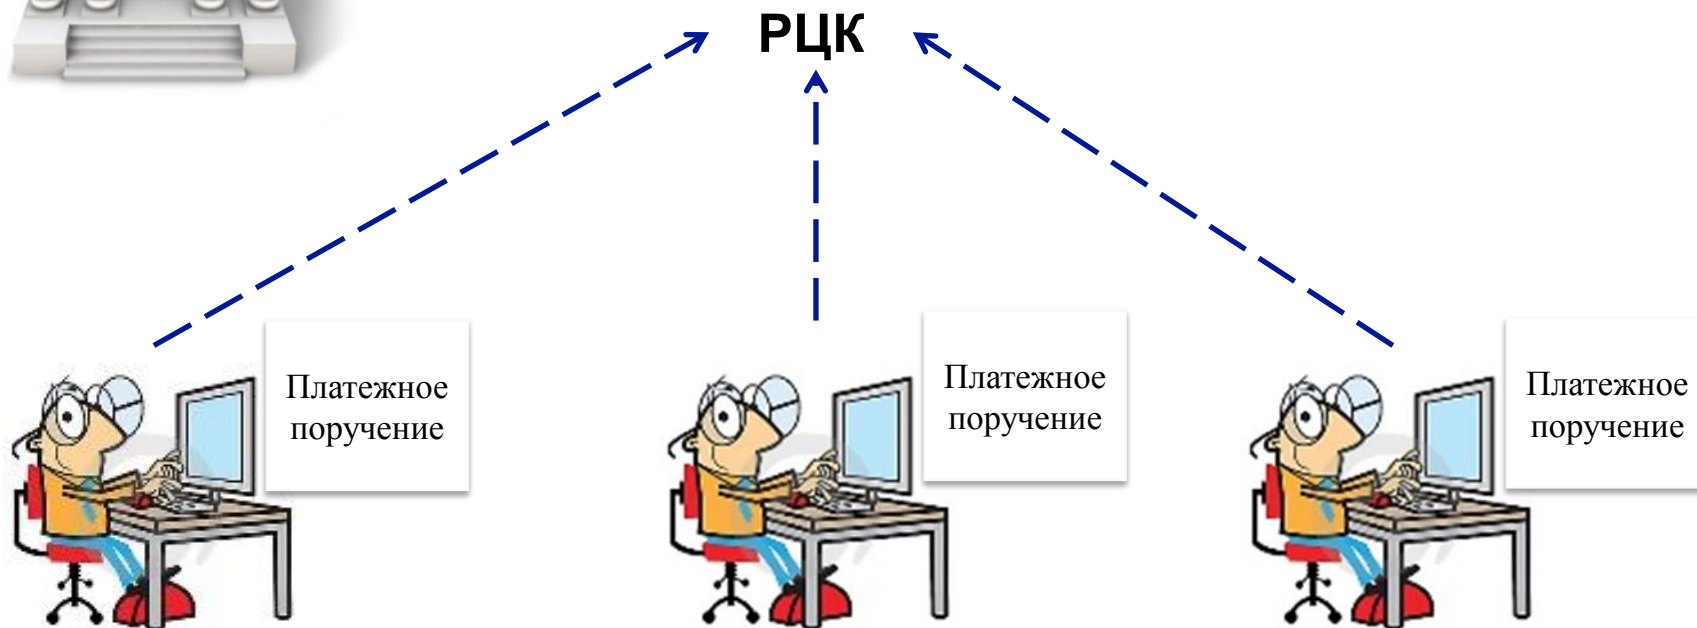 РЦК
Платежное
поручение
Платежное
поручение
Платежное
поручение